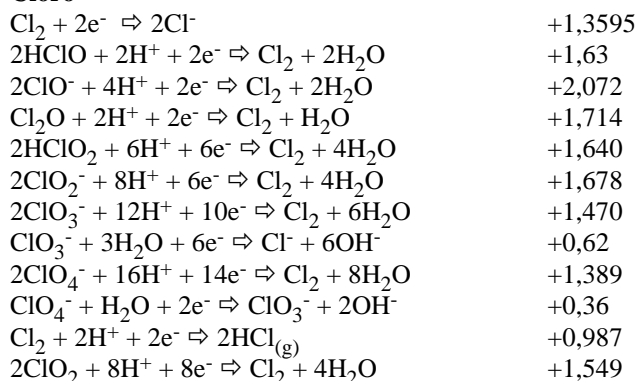 Cl₂ + 2e⁻ ⇨ 2Cl⁻ +1,3595
2HClO + 2H⁺ + 2e⁻ ⇨ Cl₂ + 2H₂O +1,63
2ClO⁻ + 4H⁺ + 2e⁻ ⇨ Cl₂ + 2H₂O +2,072
Cl₂O + 2H⁺ + 2e⁻ ⇨ Cl₂ + H₂O +1,714
2HClO₂ + 6H⁺ + 6e⁻ ⇨ Cl₂ + 4H₂O +1,640
2ClO₂⁻ + 8H⁺ + 6e⁻ ⇨ Cl₂ + 4H₂O +1,678
2ClO₃⁻ + 12H⁺ + 10e⁻ ⇨ Cl₂ + 6H₂O +1,470
ClO₃⁻ + 3H₂O + 6e⁻ ⇨ Cl⁻ + 6OH⁻ +0,62
2ClO₄⁻ + 16H⁺ + 14e⁻ ⇨ Cl₂ + 8H₂O +1,389
ClO₄⁻ + H₂O + 2e⁻ ⇨ ClO₃⁻ + 2OH⁻ +0,36
Cl₂ + 2H⁺ + 2e⁻ ⇨ 2HCl₍g₎ +0,987
2ClO₂ + 8H⁺ + 8e⁻ ⇨ Cl₂ + 4H₂O +1,549